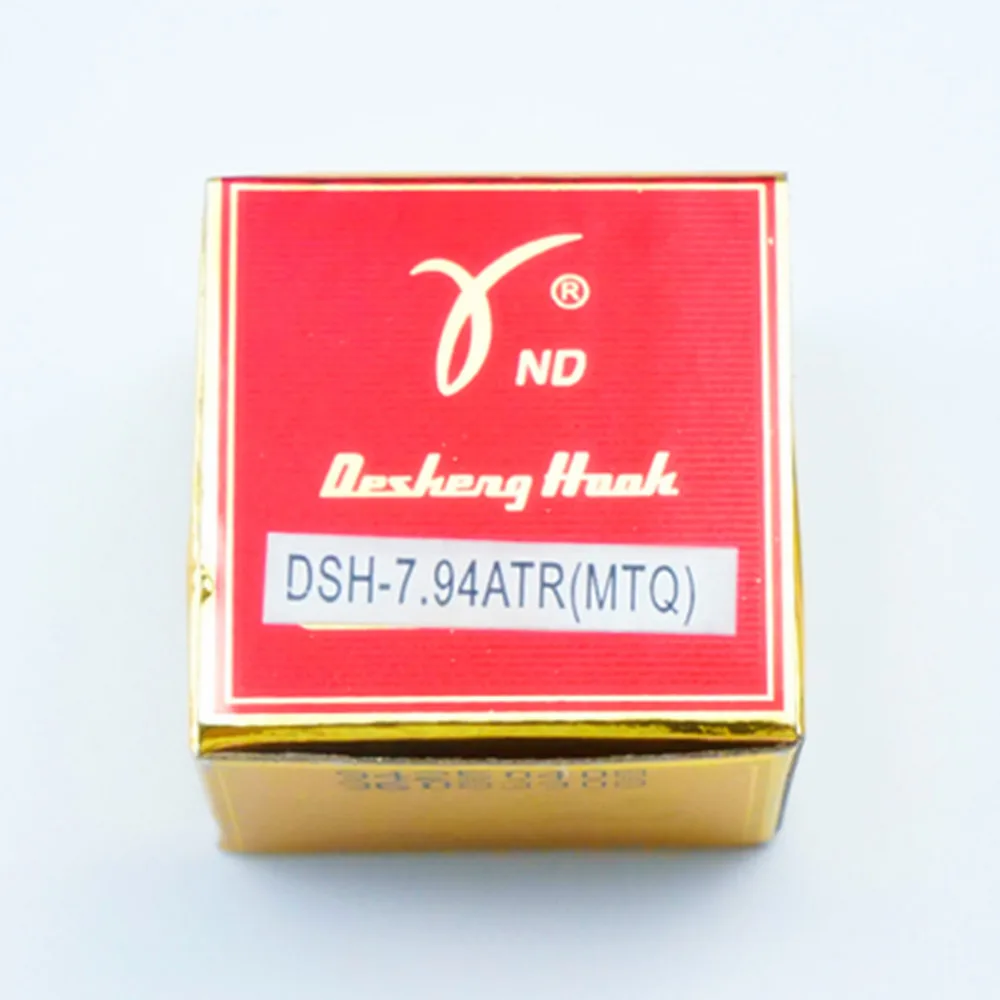 ®
ND
Desheng Hook
DSH-7.94ATR(MTQ)